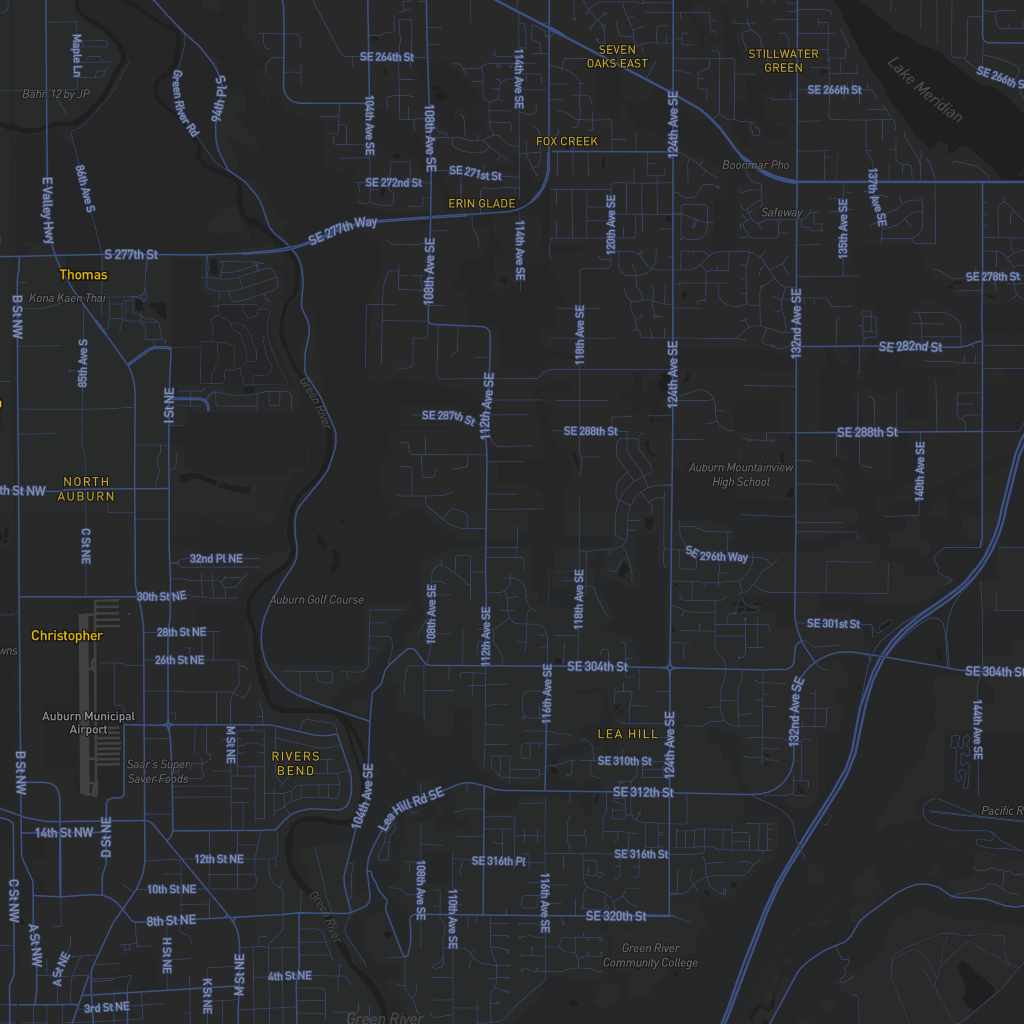 SEVEN
OAKS EAST
STILLWATER
GREEN
Maple Ln
SE 264th St
114th Ave SE
Lake Meridian
SE 266th St
SE 266th St
Bahn 12 by JP
Green River Rd
S 94th Pl
104th Ave SE
108th Ave SE
124th Ave SE
FOX CREEK
Boonmar Pho
86th Ave S
SE 271st St
SE 272nd St
137th Ave SE
E Valley Hwy
ERIN GLADE
Safeway
120th Ave SE
135th Ave SE
SE 277th Way
114th Ave SE
S 277th St
108th Ave SE
Thomas
SE 278th St
Kona Kaen Thai
B St NW
118th Ave SE
132nd Ave SE
85th Ave S
124th Ave SE
SE 282nd St
I St NE
Green River
112th Ave SE
SE 287th St
SE 288th St
SE 288th St
140th Ave SE
Auburn Mountainview
High School
NORTH
AUBURN
th St NW
C St NE
32nd Pl NE
SE 296th Way
30th St NE
Auburn Golf Course
108th Ave SE
118th Ave SE
112th Ave SE
SE 301st St
Christopher
28th St NE
wns
26th St NE
SE 304th St
SE 304th St
116th Ave SE
132nd Ave SE
144th Ave SE
Auburn Municipal
Airport
M St NE
LEA HILL
124th Ave SE
B St NW
Saar's Super
Saver Foods
RIVERS
BEND
SE 310th St
104th Ave SE
Lea Hill Rd SE
SE 312th St
Pacific R
14th St NW
D St NE
12th St NE
SE 316th Pl
SE 316th St
C St NW
10th St NE
108th Ave SE
110th Ave SE
116th Ave SE
8th St NE
Green River
SE 320th St
A St NW
A St NE
H St NE
M St NE
Green River
Community College
4th St NE
K St NE
3rd St NE
Green River